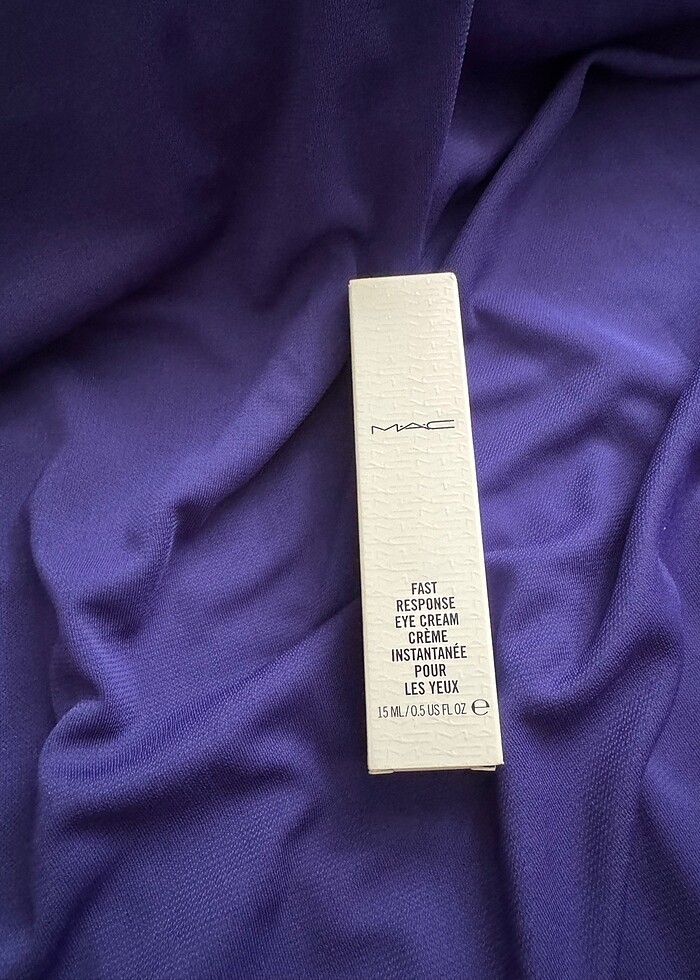 M·A·C
FAST
RESPONSE
EYE CREAM
CRÈME
INSTANTANÉE
POUR
LES YEUX
15 ML / 0.5 US FL OZ ℮